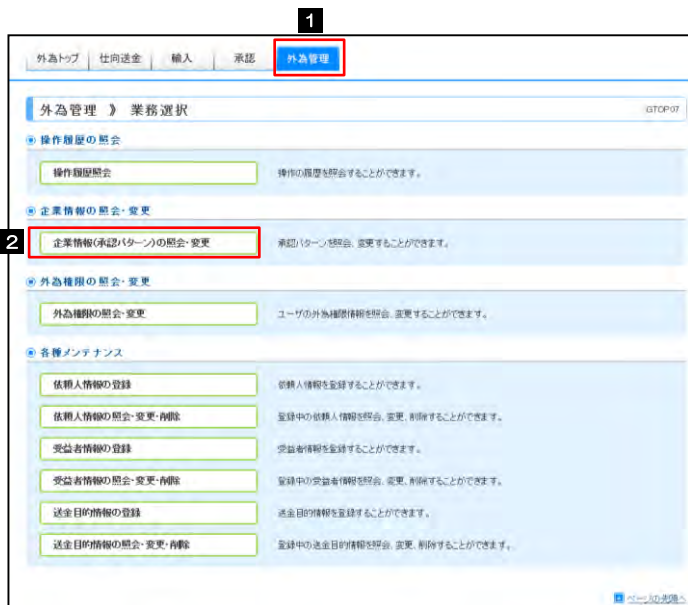 1
外為トップ 仕向送金 輸入 承認 外為管理
外為管理 》 業務選択 GTOP07
操作履歴の照会
操作履歴照会 操作の履歴を照会することができます。
企業情報の照会・変更
2 企業情報(承認パターン)の照会・変更 承認パターンを照会、変更することができます。
外為権限の照会・変更
外為権限の照会・変更 ユーザの外為権限情報を照会、変更することができます。
各種メンテナンス
依頼人情報の登録 依頼人情報を登録することができます。
依頼人情報の照会・変更・削除 登録中の依頼人情報を照会、変更、削除することができます。
受益者情報の登録 受益者情報を登録することができます。
受益者情報の照会・変更・削除 登録中の受益者情報を照会、変更、削除することができます。
送金目的情報の登録 送金目的情報を登録することができます。
送金目的情報の照会・変更・削除 登録中の送金目的情報を照会、変更、削除することができます。
ページの先頭へ